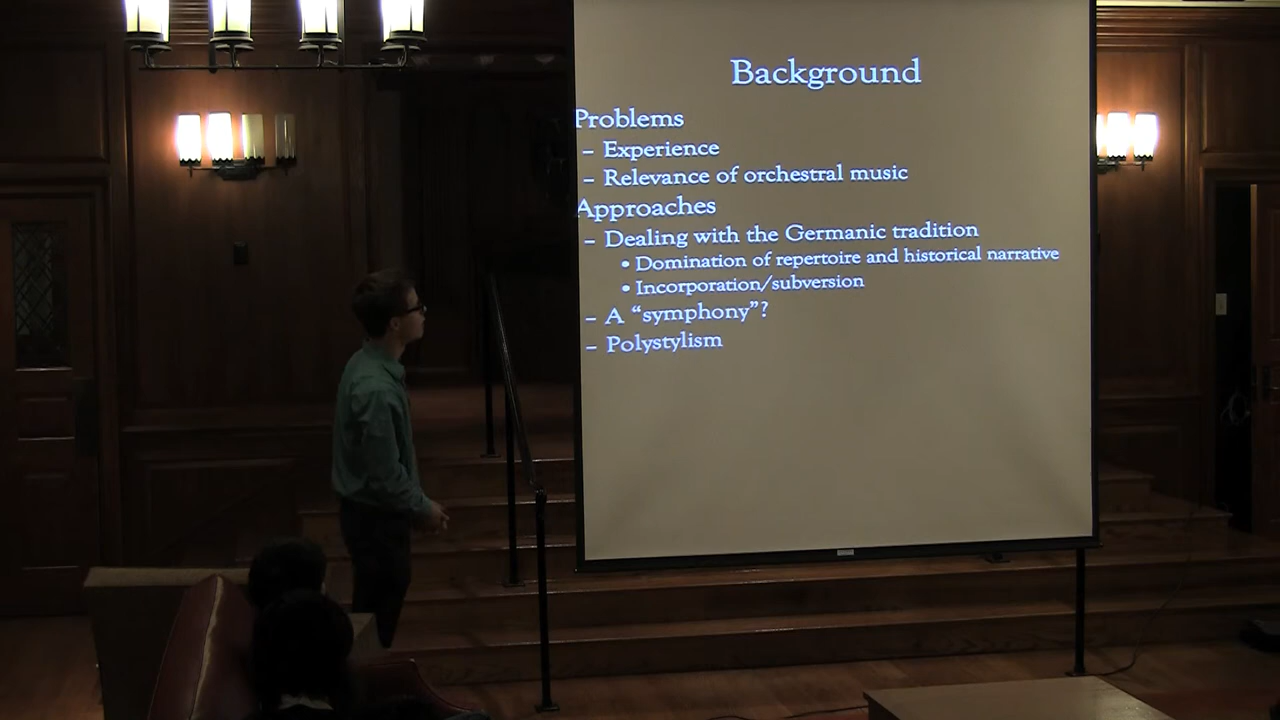 Background
Problems
– Experience
– Relevance of orchestral music
Approaches
– Dealing with the Germanic tradition
• Domination of repertoire and historical narrative
• Incorporation/subversion
– A “symphony”?
– Polystylism